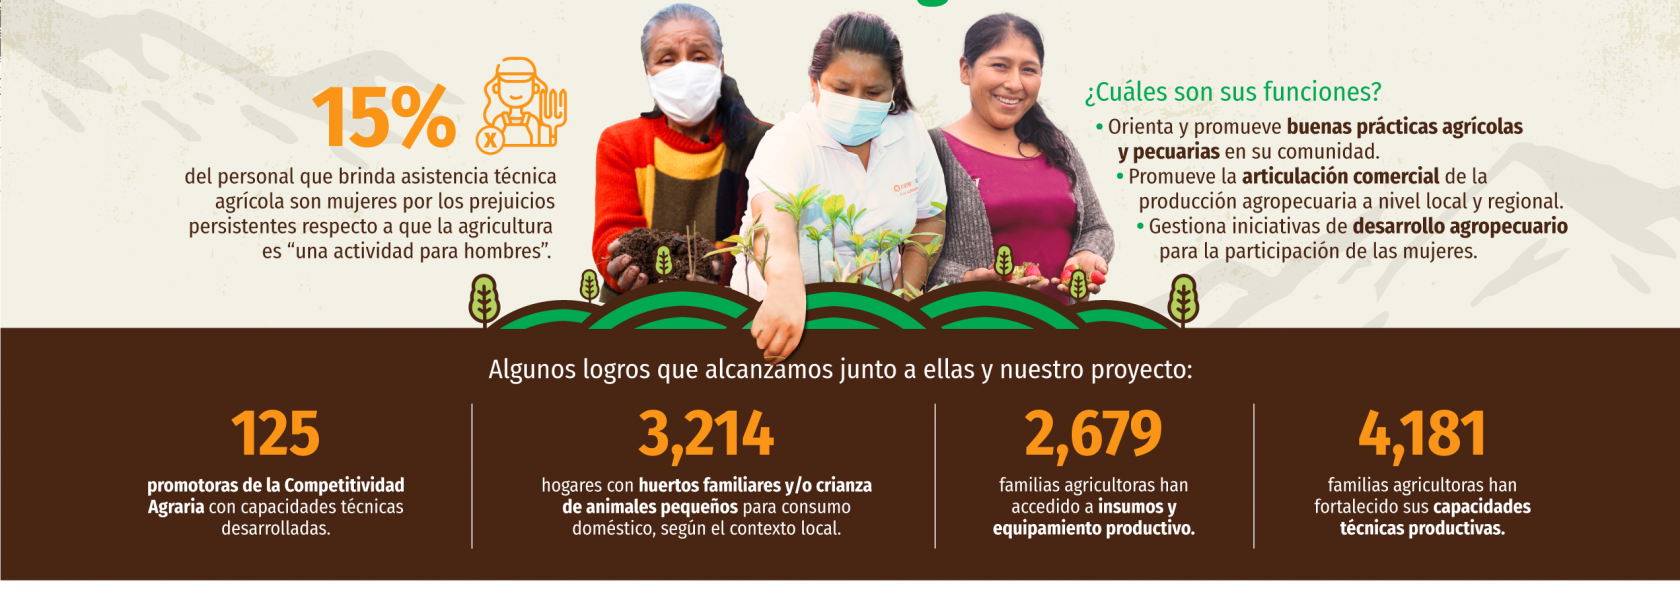 15%
del personal que brinda asistencia técnica
agrícola son mujeres por los prejuicios
persistentes respecto a que la agricultura
es “una actividad para hombres”.
¿Cuáles son sus funciones?
• Orienta y promueve buenas prácticas agrícolas
y pecuarias en su comunidad.
• Promueve la articulación comercial de la
producción agropecuaria a nivel local y regional.
• Gestiona iniciativas de desarrollo agropecuario
para la participación de las mujeres.
Algunos logros que alcanzamos junto a ellas y nuestro proyecto:
125
promotoras de la Competitividad
Agraria con capacidades técnicas
desarrolladas.
3,214
hogares con huertos familiares y/o crianza
de animales pequeños para consumo
doméstico, según el contexto local.
2,679
familias agricultoras han
accedido a insumos y
equipamiento productivo.
4,181
familias agricultoras han
fortalecido sus capacidades
técnicas productivas.